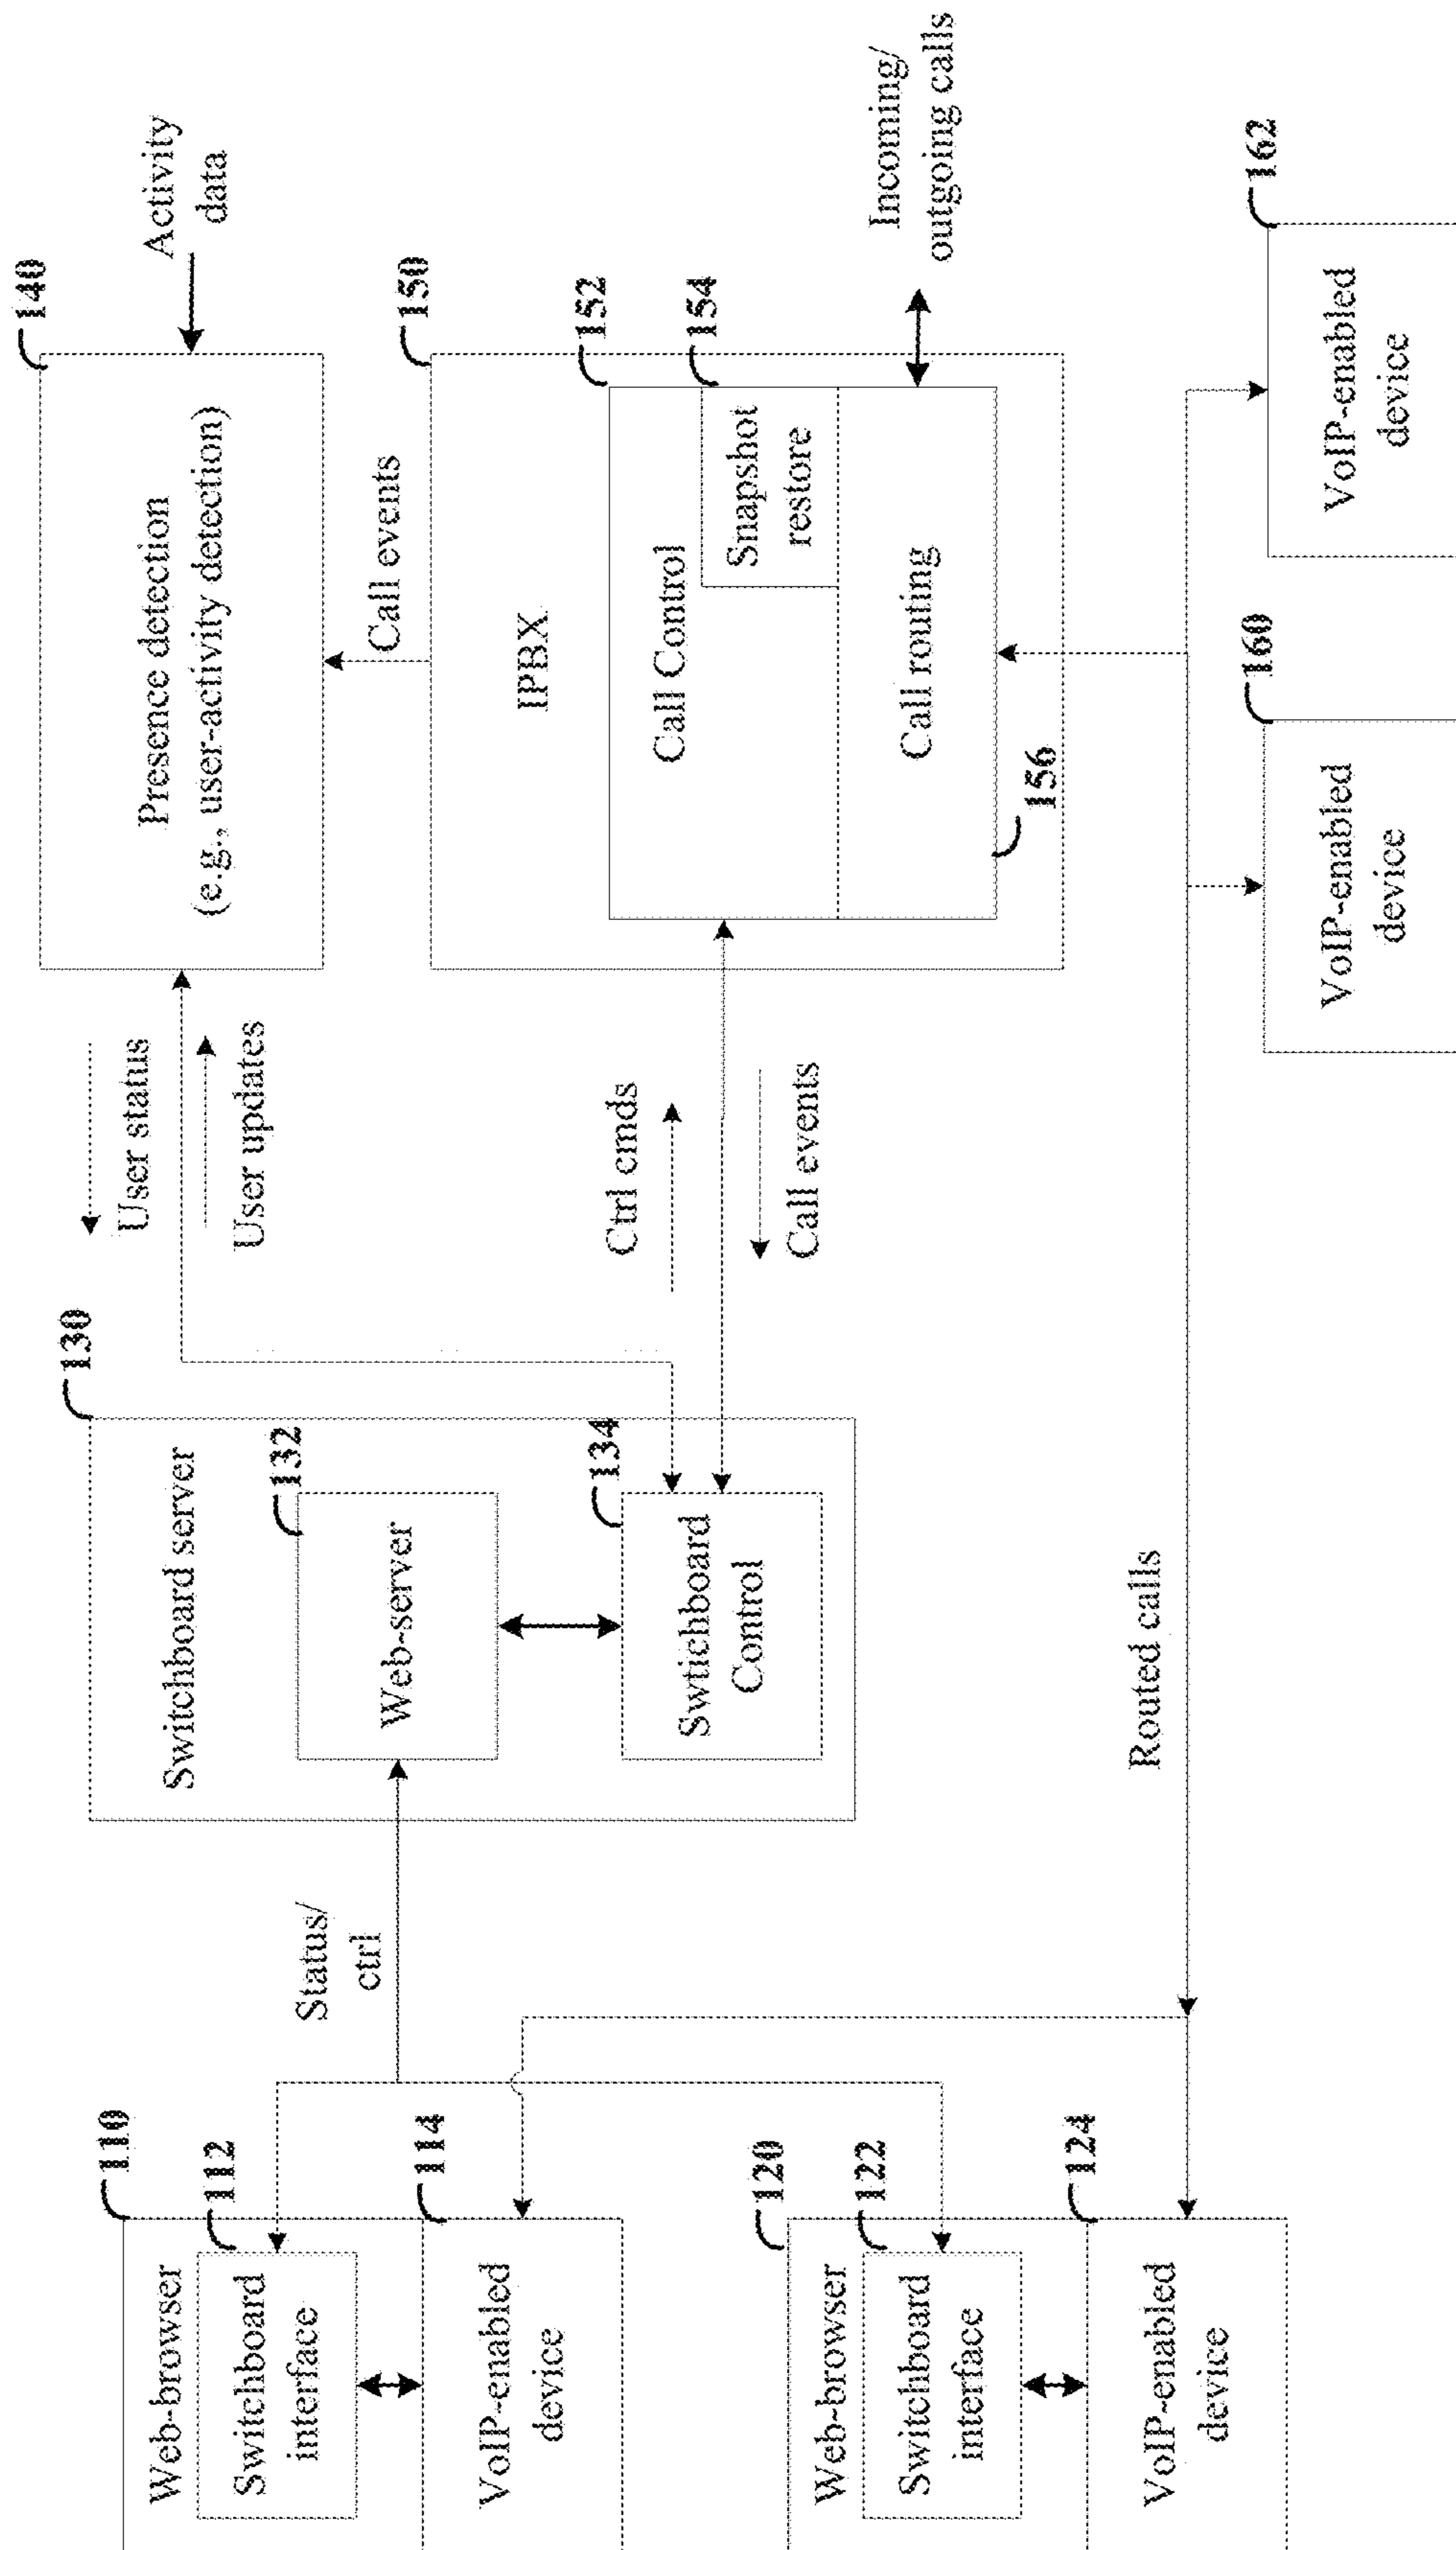 110
Web-browser
112
Switchboard
interface
114
VoIP-enabled
device
120
Web-browser
122
Switchboard
interface
124
VoIP-enabled
device
Status/
ctrl
130
Switchboard server
132
Web-server
134
Swtichboard
Control
User status
User updates
Ctrl cmds
Call events
Routed calls
140
Presence detection
(e.g., user-activity detection)
Activity
data
Call events
150
IPBX
152
Call Control
154
Snapshot
restore
Call routing
156
Incoming/
outgoing calls
160
VoIP-enabled
device
162
VoIP-enabled
device